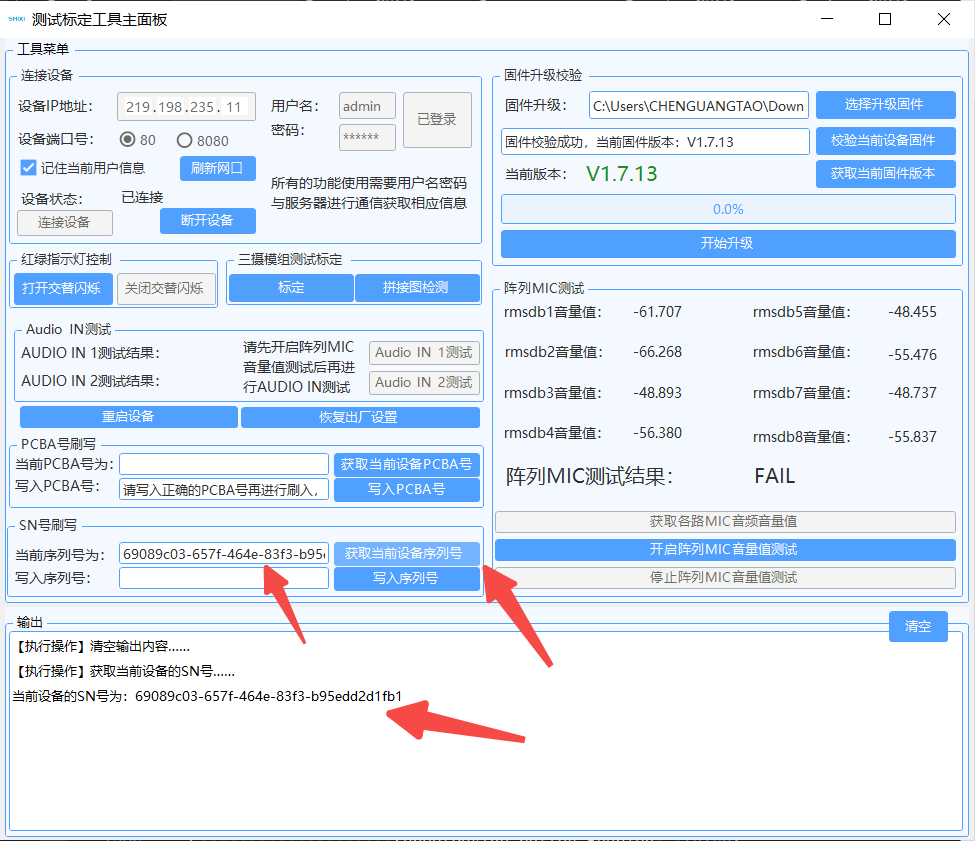 SHIXI 测试标定工具主面板
工具菜单
连接设备
设备IP地址： 219.198.235. 11
用户名： admin
密码： ******
已登录
设备端口号： 80 8080
记住当前用户信息 刷新网口
设备状态： 已连接
连接设备 断开设备
所有的功能使用需要用户名密码
与服务器进行通信获取相应信息
红绿指示灯控制
打开交替闪烁 关闭交替闪烁
三摄模组测试标定
标定 拼接图检测
Audio IN测试
AUDIO IN 1测试结果：
AUDIO IN 2测试结果：
请先开启阵列MIC
音量值测试后再进
行AUDIO IN测试
Audio IN 1测试
Audio IN 2测试
重启设备 恢复出厂设置
PCBA号刷写
当前PCBA号为： 获取当前设备PCBA号
写入PCBA号： 请写入正确的PCBA号再进行刷入， 写入PCBA号
SN号刷写
当前序列号为： 69089c03-657f-464e-83f3-b95e 获取当前设备序列号
写入序列号： 写入序列号
固件升级校验
固件升级： C:\Users\CHENGUANGTAO\Down 选择升级固件
固件校验成功，当前固件版本：V1.7.13 校验当前设备固件
当前版本： V1.7.13 获取当前固件版本
0.0%
开始升级
阵列MIC测试
rmsdb1音量值： -61.707 rmsdb5音量值： -48.455
rmsdb2音量值： -66.268 rmsdb6音量值： -55.476
rmsdb3音量值： -48.893 rmsdb7音量值： -48.737
rmsdb4音量值： -56.380 rmsdb8音量值： -55.837
阵列MIC测试结果： FAIL
获取各路MIC音频音量值
开启阵列MIC音量值测试
停止阵列MIC音量值测试
输出
清空
【执行操作】清空输出内容......
【执行操作】获取当前设备的SN号......
当前设备的SN号为：69089c03-657f-464e-83f3-b95edd2d1fb1